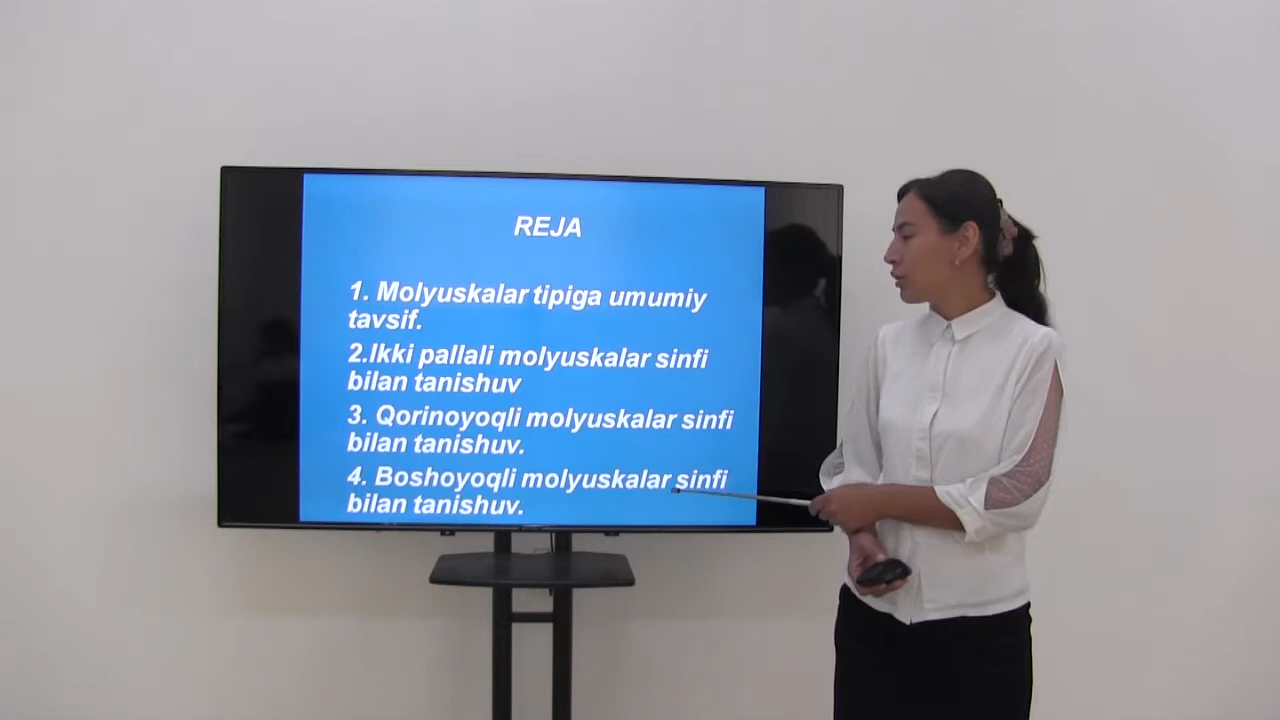 REJA
1. Molyuskalar tipiga umumiy
tavsif.
2.Ikki pallali molyuskalar sinfi
bilan tanishuv
3. Qorinoyoqli molyuskalar sinfi
bilan tanishuv.
4. Boshoyoqli molyuskalar sinfi
bilan tanishuv.